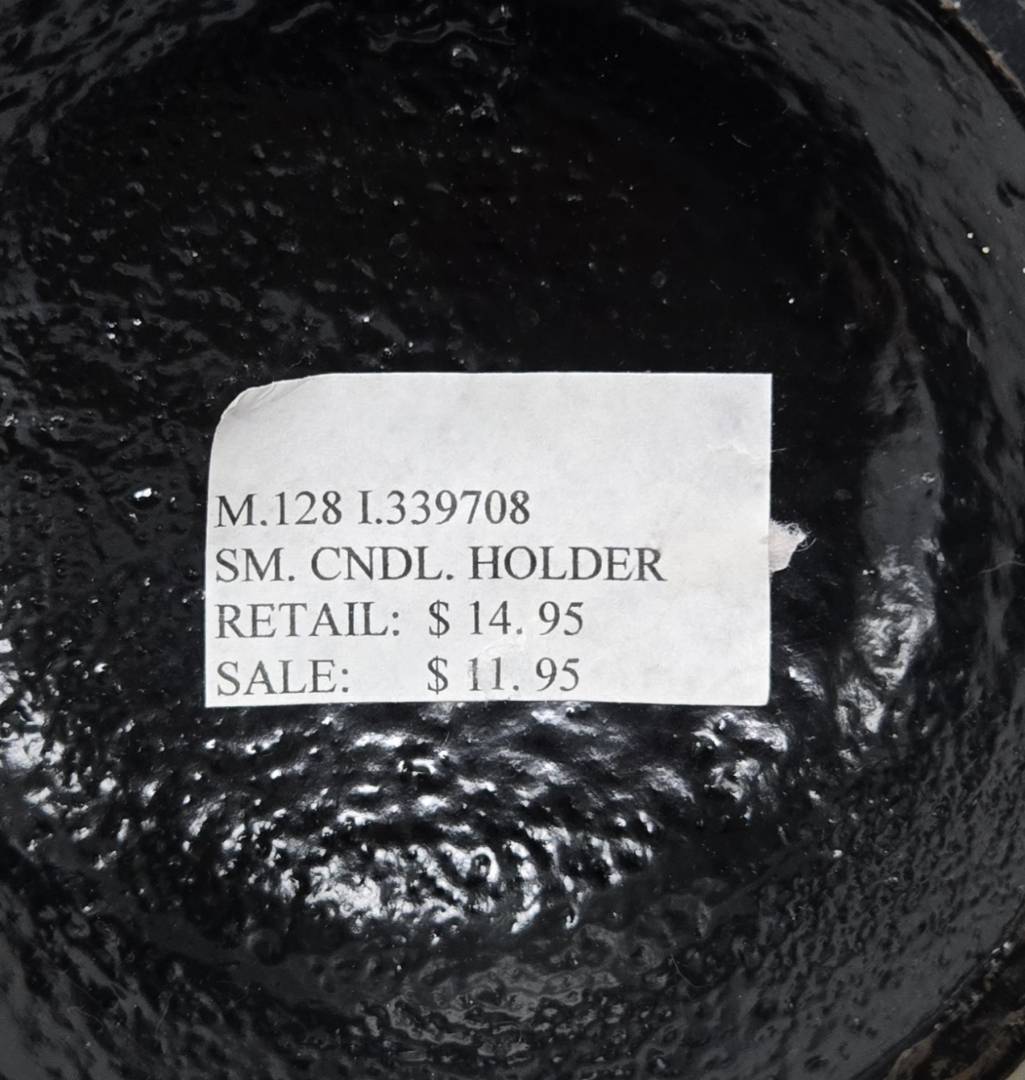 M.128 I.339708
SM. CNDL. HOLDER
RETAIL: $ 14. 95
SALE: $ 11. 95